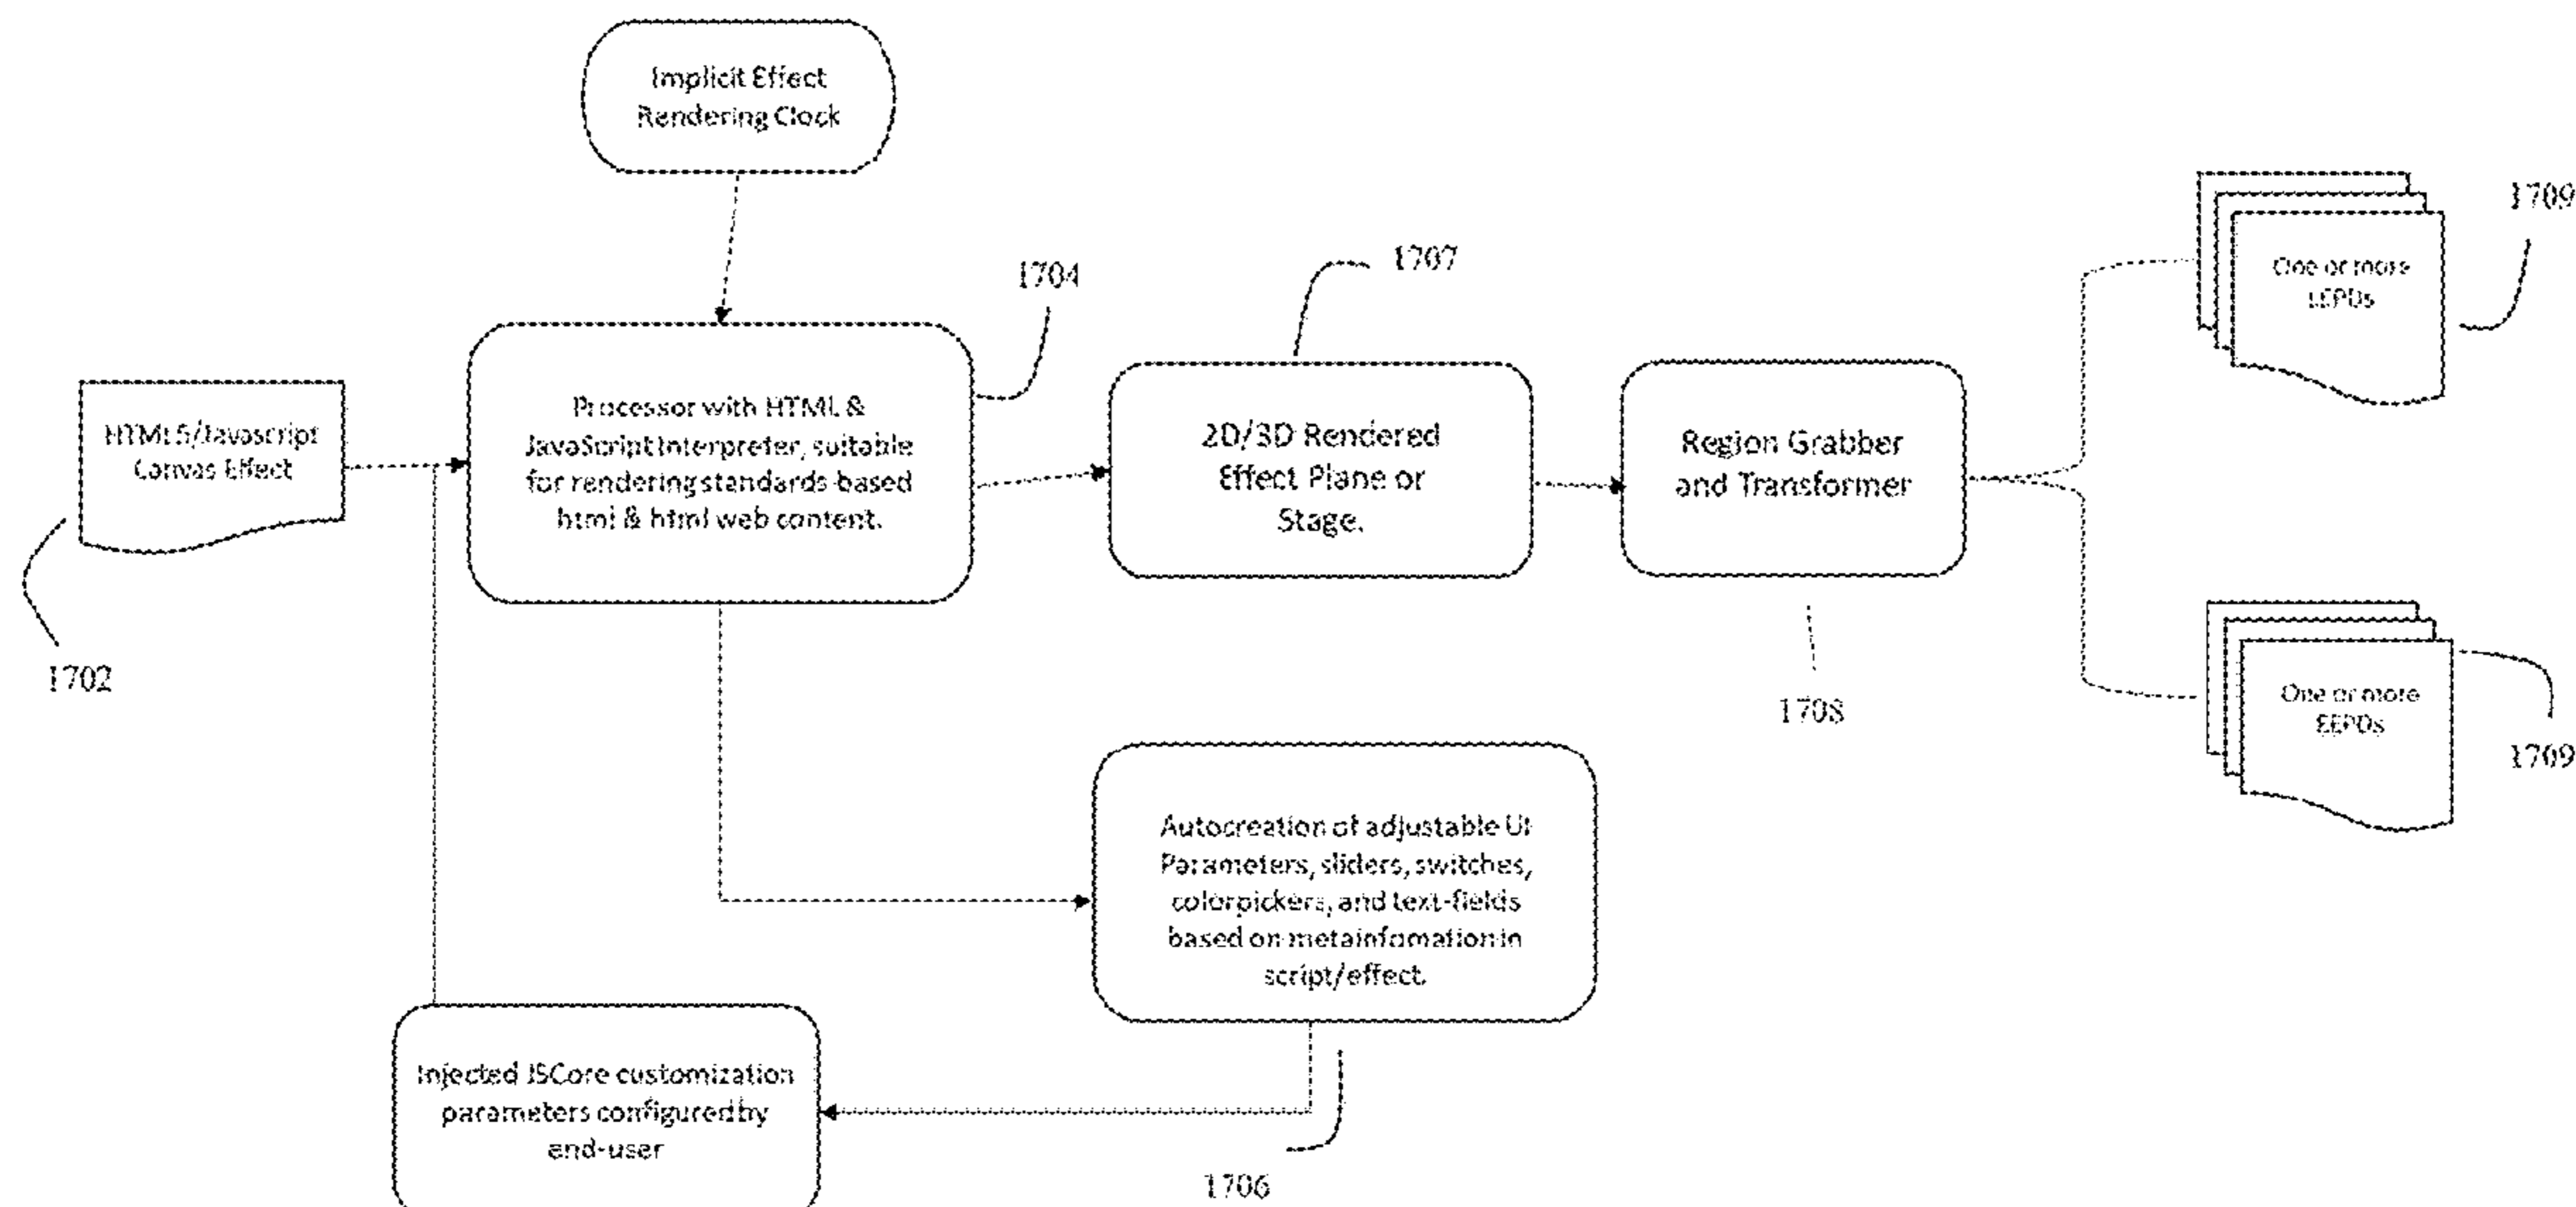 Implicit Effect
Rendering Clock
1709
One or more
LEPDs
1707
1704
HTML5/Javascript
Canvas Effect
Processor with HTML &
JavaScript Interpreter, suitable
for rendering standards-based
html & html web content.
2D/3D Rendered
Effect Plane or
Stage.
Region Grabber
and Transformer
1702
1708
One or more
EEPDs
1709
Autocreation of adjustable UI
Parameters, sliders, switches,
colorpickers, and text-fields
based on metainfomation in
script/effect.
Injected JSCore customization
parameters configured by
end-user
1706